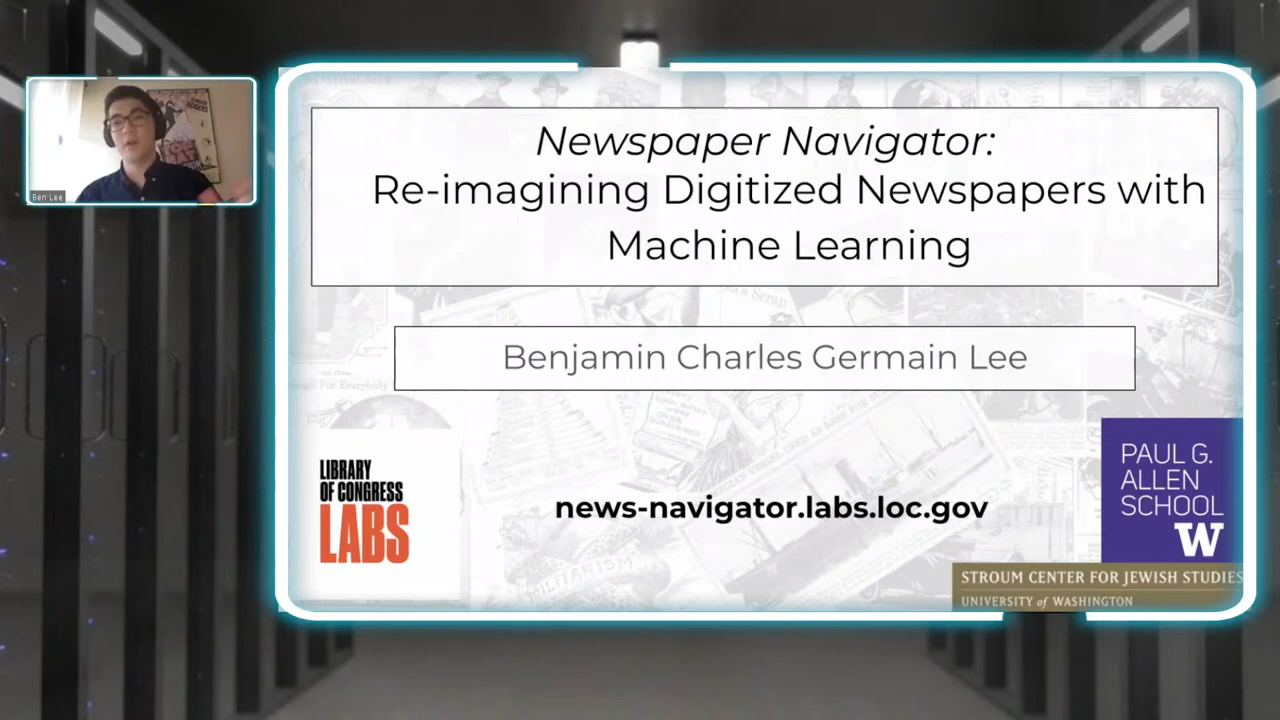 Ben Lee
Newspaper Navigator:
Re-imagining Digitized Newspapers with
Machine Learning
Benjamin Charles Germain Lee
LIBRARY
OF CONGRESS
LABS
news-navigator.labs.loc.gov
PAUL G.
ALLEN
SCHOOL
W
STROUM CENTER FOR JEWISH STUDIES
UNIVERSITY of WASHINGTON
MILITARISM